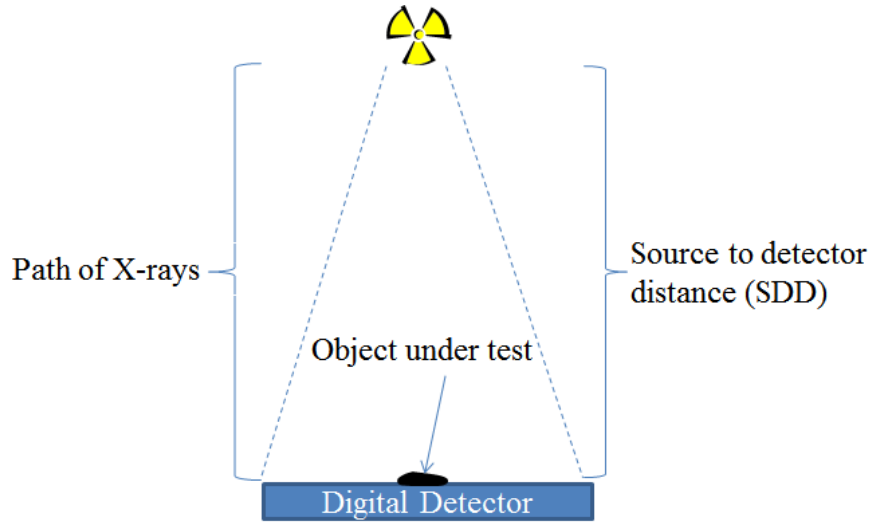 Path of X-rays
Source to detector
distance (SDD)
Object under test
Digital Detector